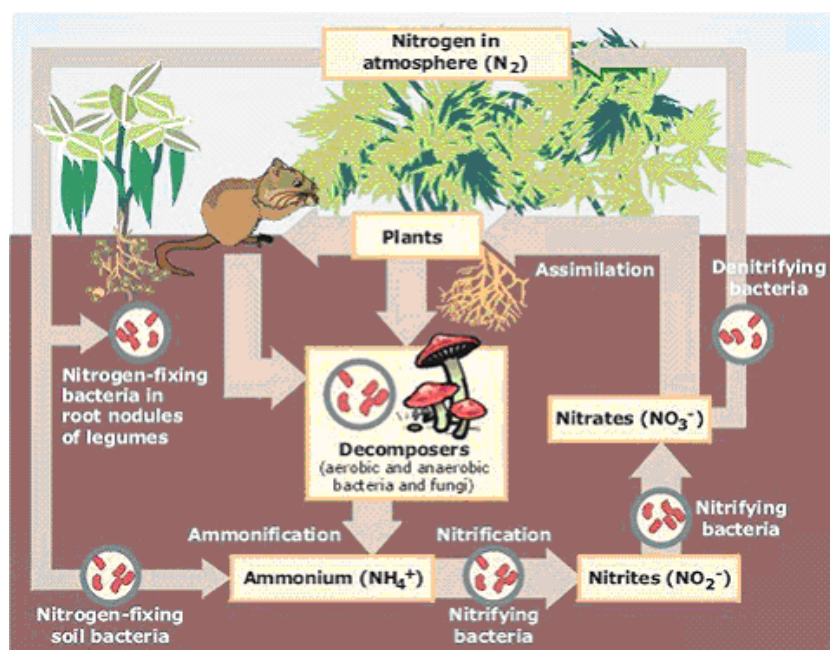 Nitrogen in
atmosphere (N₂)
Plants
Assimilation
Denitrifying
bacteria
Nitrogen-fixing
bacteria in
root nodules
of legumes
Decomposers
(aerobic and anaerobic
bacteria and fungi)
Nitrates (NO₃⁻)
Nitrifying
bacteria
Ammonification
Nitrification
Ammonium (NH₄⁺)
Nitrites (NO₂⁻)
Nitrogen-fixing
soil bacteria
Nitrifying
bacteria